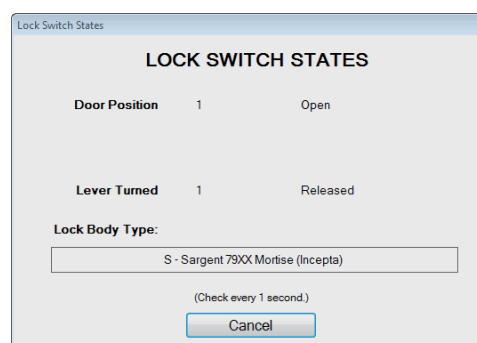 Lock Switch States
LOCK SWITCH STATES
Door Position 1 Open
Lever Turned 1 Released
Lock Body Type:
S - Sargent 79XX Mortise (Incepta)
(Check every 1 second.)
Cancel